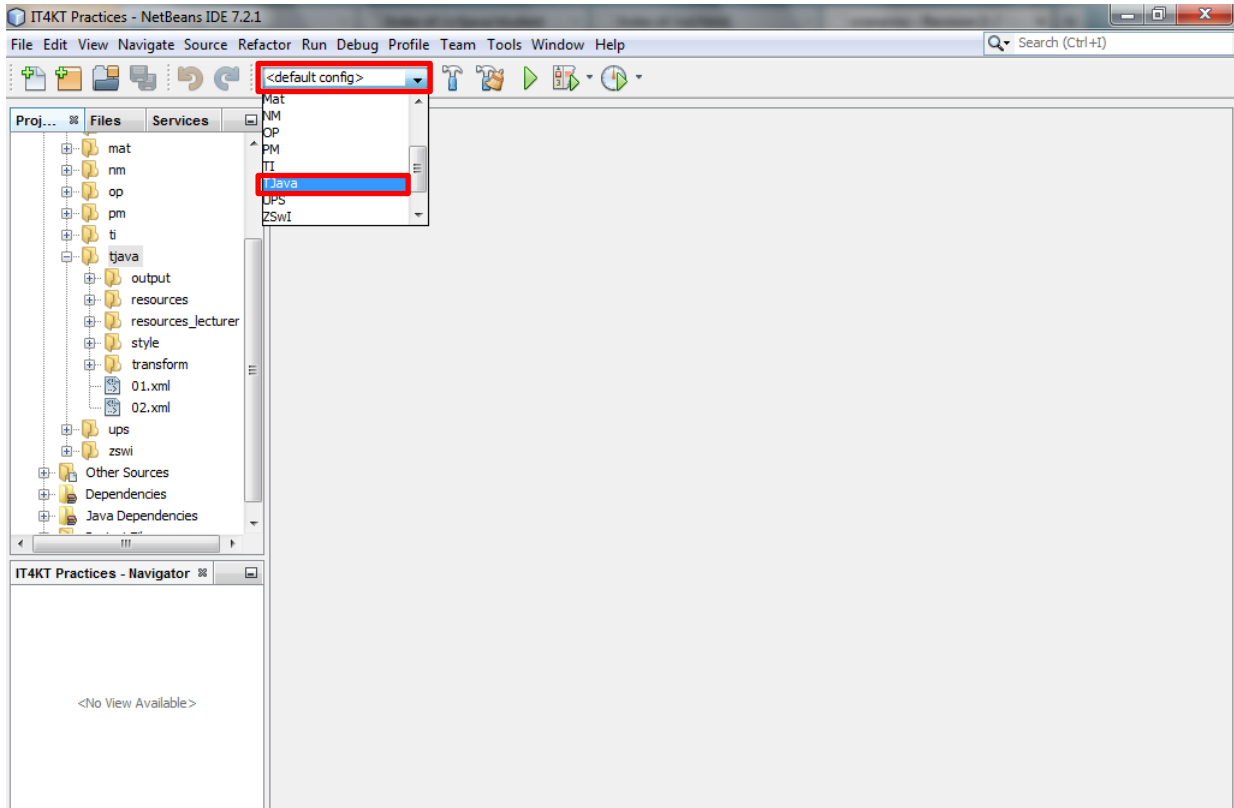 IT4KT Practices - NetBeans IDE 7.2.1
File Edit View Navigate Source Refactor Run Debug Profile Team Tools Window Help
Search (Ctrl+I)
<default config>
Mat
NM
OP
PM
TI
TJava
UPS
ZSwI
Proj... Files Services
mat
nm
op
pm
ti
tjava
output
resources
resources_lecturer
style
transform
01.xml
02.xml
ups
zswi
Other Sources
Dependencies
Java Dependencies
IT4KT Practices - Navigator
<No View Available>